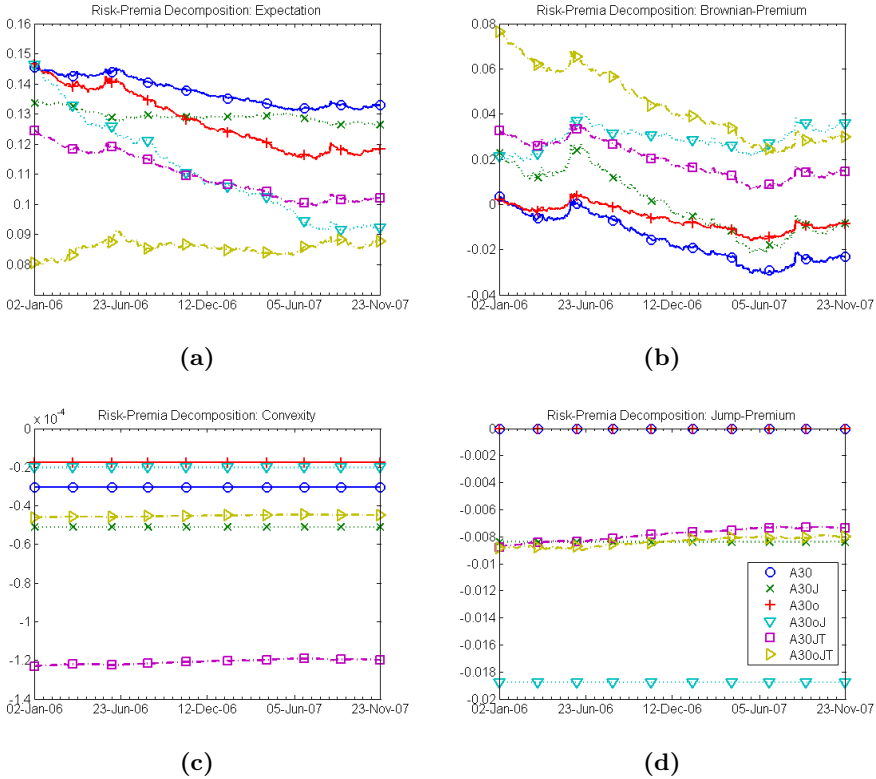 Risk-Premia Decomposition: Expectation
0.16
0.15
0.14
0.13
0.12
0.11
0.1
0.09
0.08
02-Jan-06 23-Jun-06 12-Dec-06 05-Jun-07 23-Nov-07
(a)
Risk-Premia Decomposition: Brownian-Premium
0.08
0.06
0.04
0.02
0
-0.02
-0.04
02-Jan-06 23-Jun-06 12-Dec-06 05-Jun-07 23-Nov-07
(b)
Risk-Premia Decomposition: Convexity
x 10^-4
0
-0.2
-0.4
-0.6
-0.8
-1
-1.2
-1.4
02-Jan-06 23-Jun-06 12-Dec-06 05-Jun-07 23-Nov-07
(c)
Risk-Premia Decomposition: Jump-Premium
0
-0.002
-0.004
-0.006
-0.008
-0.01
-0.012
-0.014
-0.016
-0.018
-0.02
02-Jan-06 23-Jun-06 12-Dec-06 05-Jun-07 23-Nov-07
A30
A30J
A30o
A30oJ
A30JT
A30oJT
(d)